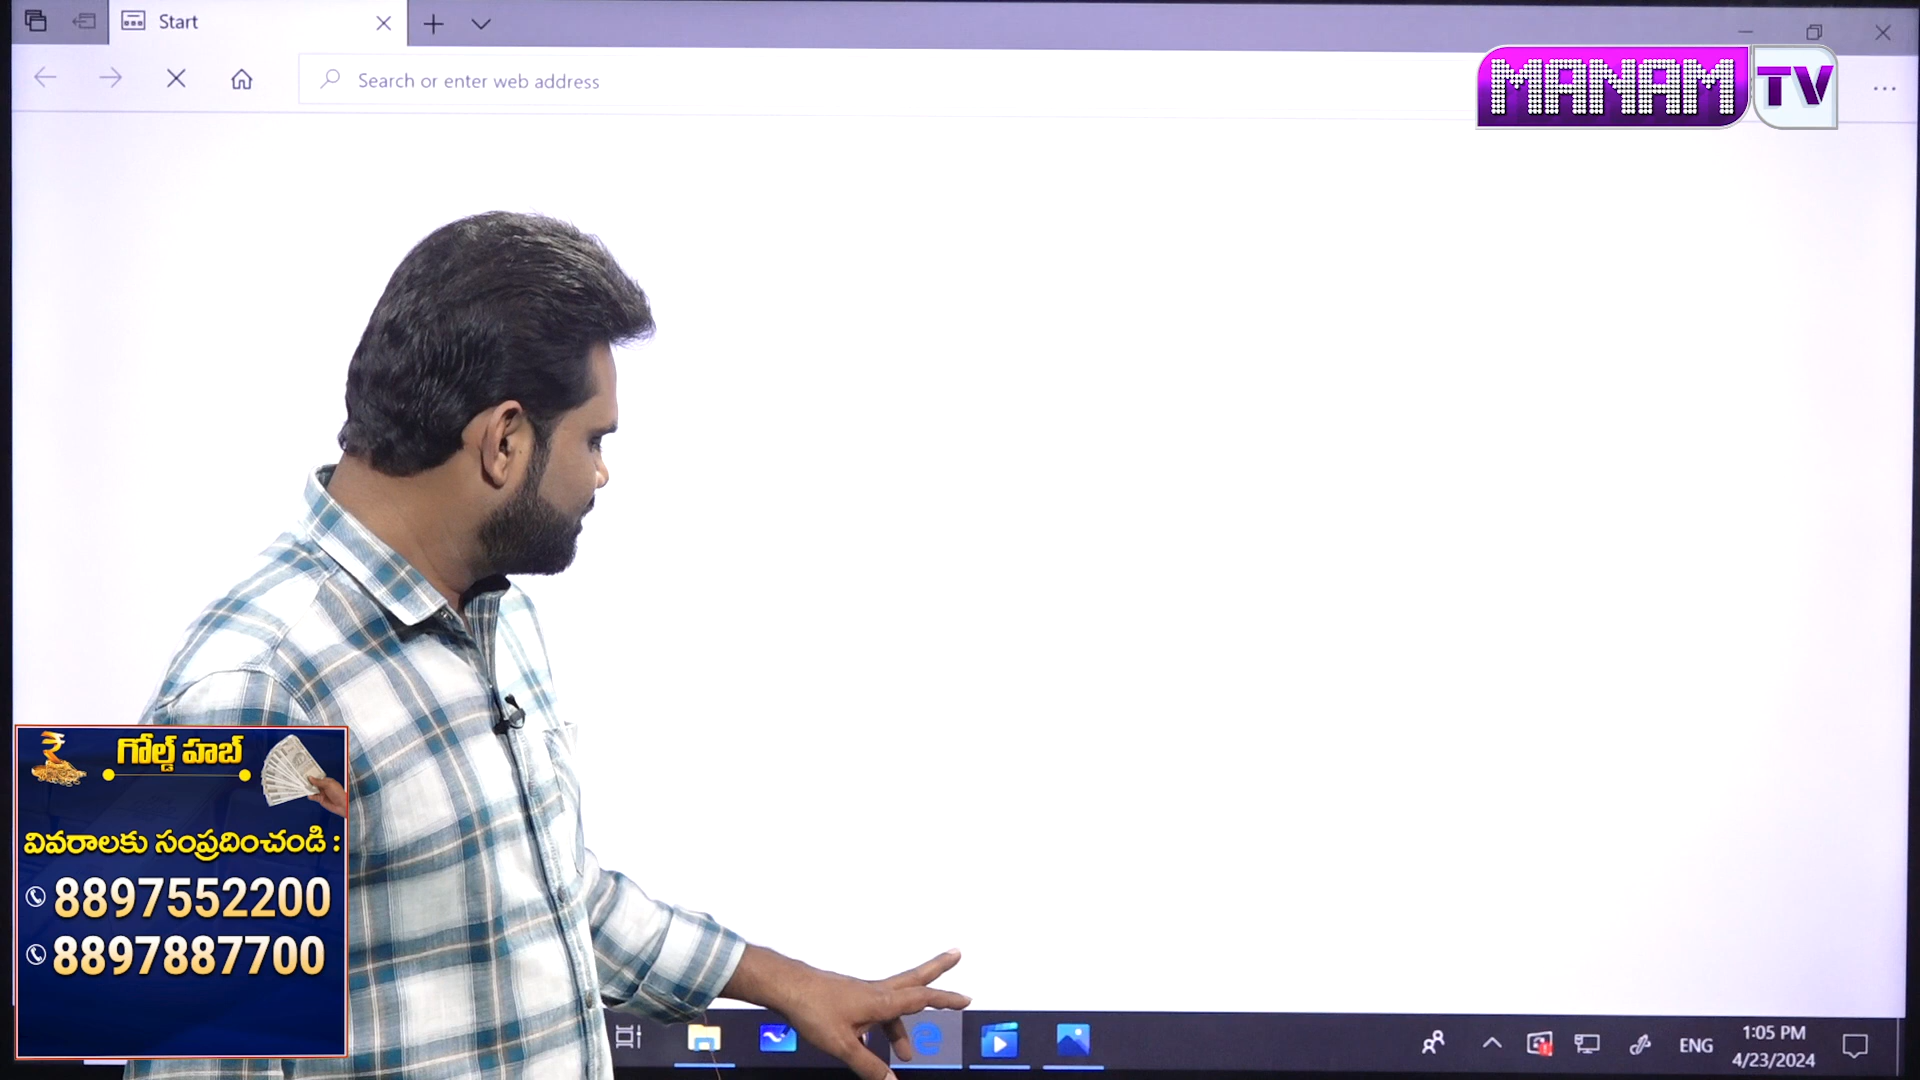 Start
Search or enter web address
MANAM TV
గోల్డ్ హబ్
వివరాలకు సంప్రదించండి :
8897552200
8897887700
ENG
1:05 PM
4/23/2024